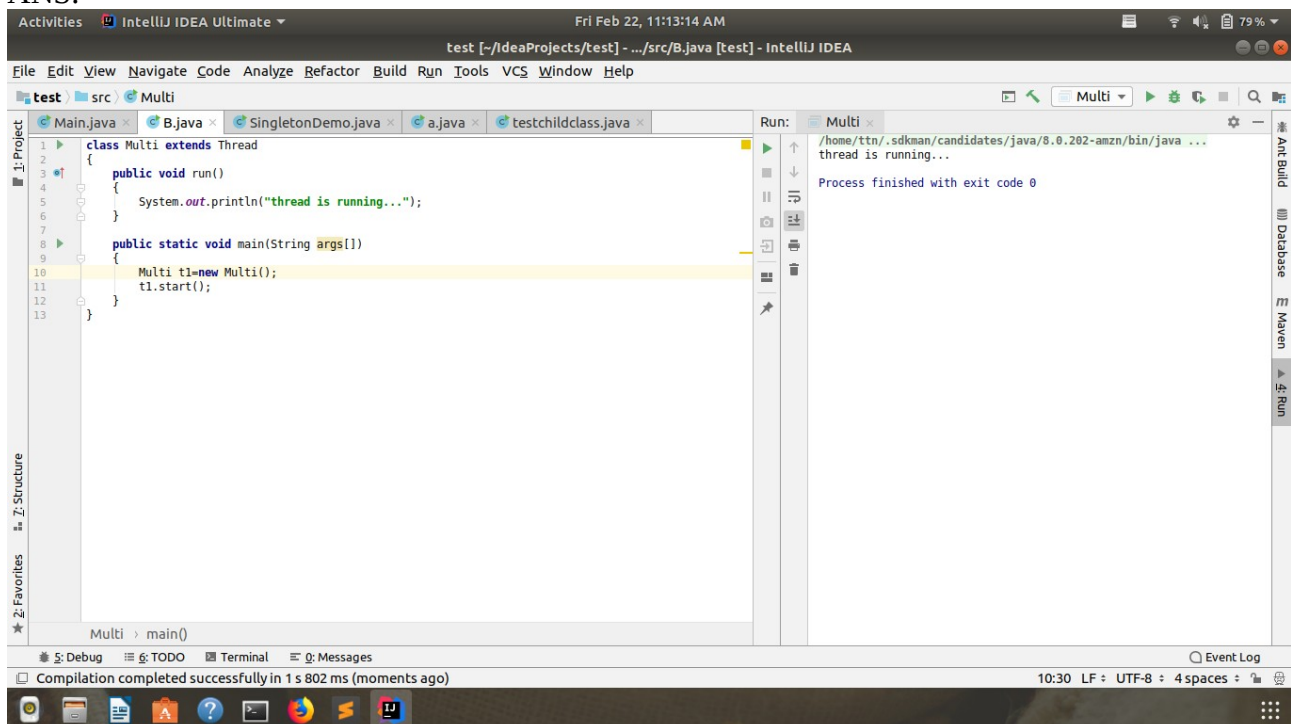 ANS:
Activities IntelliJ IDEA Ultimate Fri Feb 22, 11:13:14 AM 79 %
test [~/IdeaProjects/test] - .../src/B.java [test] - IntelliJ IDEA
File Edit View Navigate Code Analyze Refactor Build Run Tools VCS Window Help
test src Multi Multi
Main.java B.java SingletonDemo.java a.java testchildclass.java Run: Multi
1: Project
1 class Multi extends Thread
2 {
3 public void run()
4 {
5 System.out.println("thread is running...");
6 }
7
8 public static void main(String args[])
9 {
10 Multi t1=new Multi();
11 t1.start();
12 }
13 }
Multi › main()
7: Structure
2: Favorites
/home/ttn/.sdkman/candidates/java/8.0.202-amzn/bin/java ...
thread is running...
Process finished with exit code 0
Ant Build
Database
m Maven
4: Run
5: Debug 6: TODO Terminal 0: Messages Event Log
Compilation completed successfully in 1 s 802 ms (moments ago) 10:30 LF UTF-8 4 spaces